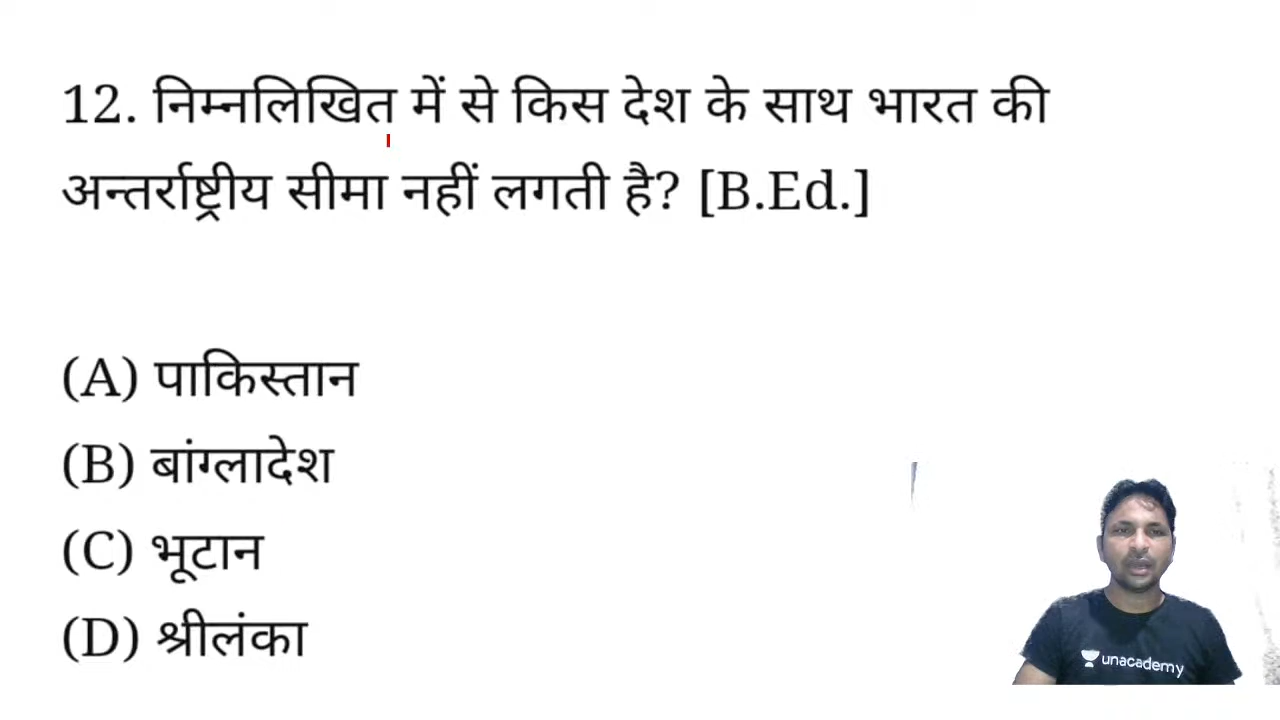 12. निम्नलिखित में से किस देश के साथ भारत की
अन्तर्राष्ट्रीय सीमा नहीं लगती है? [B.Ed.]
(A) पाकिस्तान
(B) बांग्लादेश
(C) भूटान
(D) श्रीलंका
unacademy